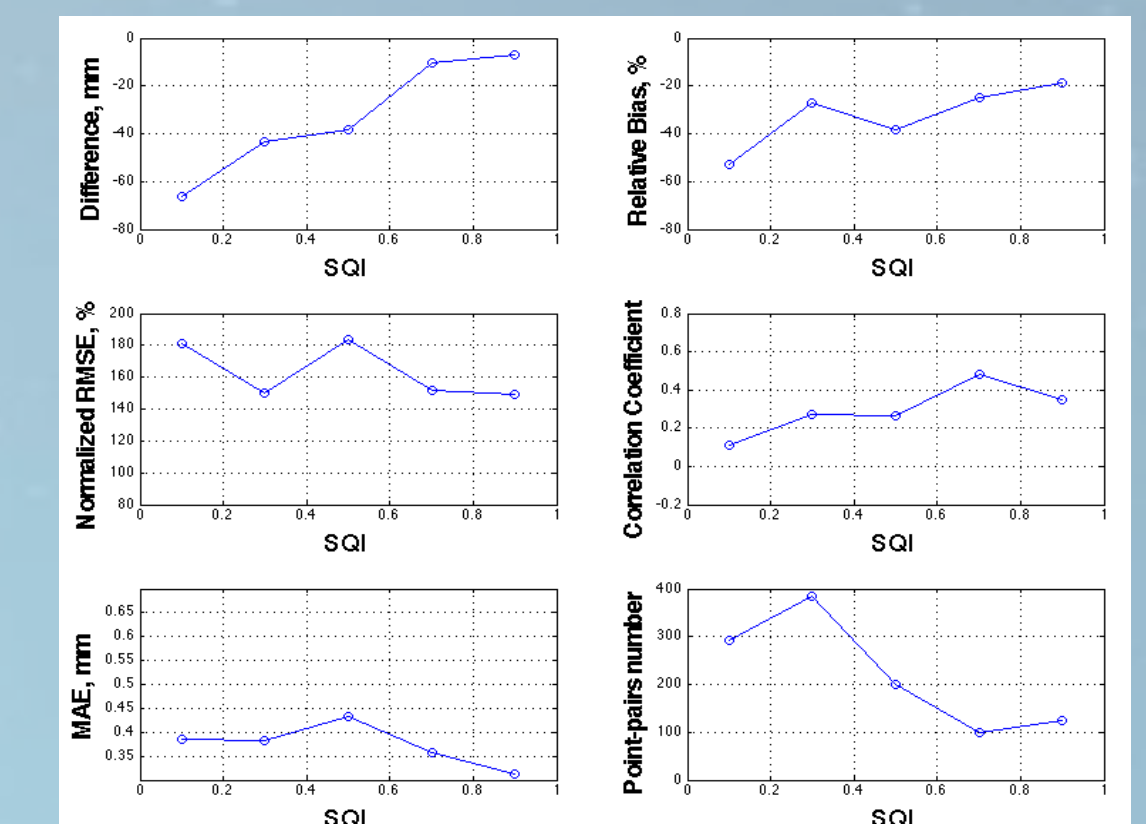 Difference, mm
0
-20
-40
-60
-80
0 0.2 0.4 0.6 0.8 1
SQI
Relative Bias, %
0
-20
-40
-60
-80
0 0.2 0.4 0.6 0.8 1
SQI
Normalized RMSE, %
200
180
160
140
120
100
80
0 0.2 0.4 0.6 0.8 1
SQI
Correlation Coefficient
0.8
0.6
0.4
0.2
0
-0.2
0 0.2 0.4 0.6 0.8 1
SQI
MAE, mm
0.65
0.6
0.55
0.5
0.45
0.4
0.35
0 0.2 0.4 0.6 0.8 1
SQI
Point-pairs number
400
300
200
100
0
0 0.2 0.4 0.6 0.8 1
SQI